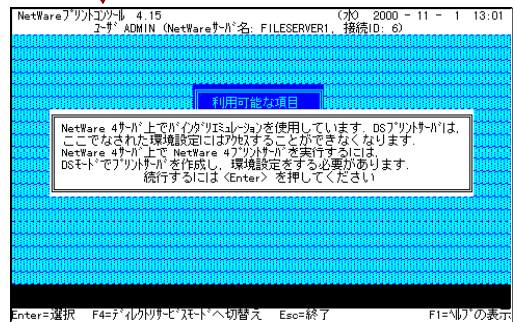 NetWareﾌﾟﾘﾝﾄｺﾝｿｰﾙ 4.15 (水) 2000 - 11 - 1 13:01
ﾕｰｻﾞ ADMIN (NetWareｻｰﾊﾞ名: FILESERVER1, 接続ID: 6)
利用可能な項目
NetWare 4ｻｰﾊﾞ上でﾊﾞｲﾝﾀﾞﾘｴﾐｭﾚｰｼｮﾝを使用しています. DSﾌﾟﾘﾝﾄｻｰﾊﾞは,
ここでなされた環境設定にはｱｸｾｽすることができなくなります.
NetWare 4ｻｰﾊﾞ上で NetWare 4ﾌﾟﾘﾝﾄｻｰﾊﾞを実行するには,
DSﾓｰﾄﾞでﾌﾟﾘﾝﾄｻｰﾊﾞを作成し, 環境設定をする必要があります.
続行するには <Enter> を押してください
Enter=選択 F4=ﾃﾞｨﾚｸﾄﾘｻｰﾋﾞｽﾓｰﾄﾞへ切替え Esc=終了 F1=ﾍﾙﾌﾟの表示